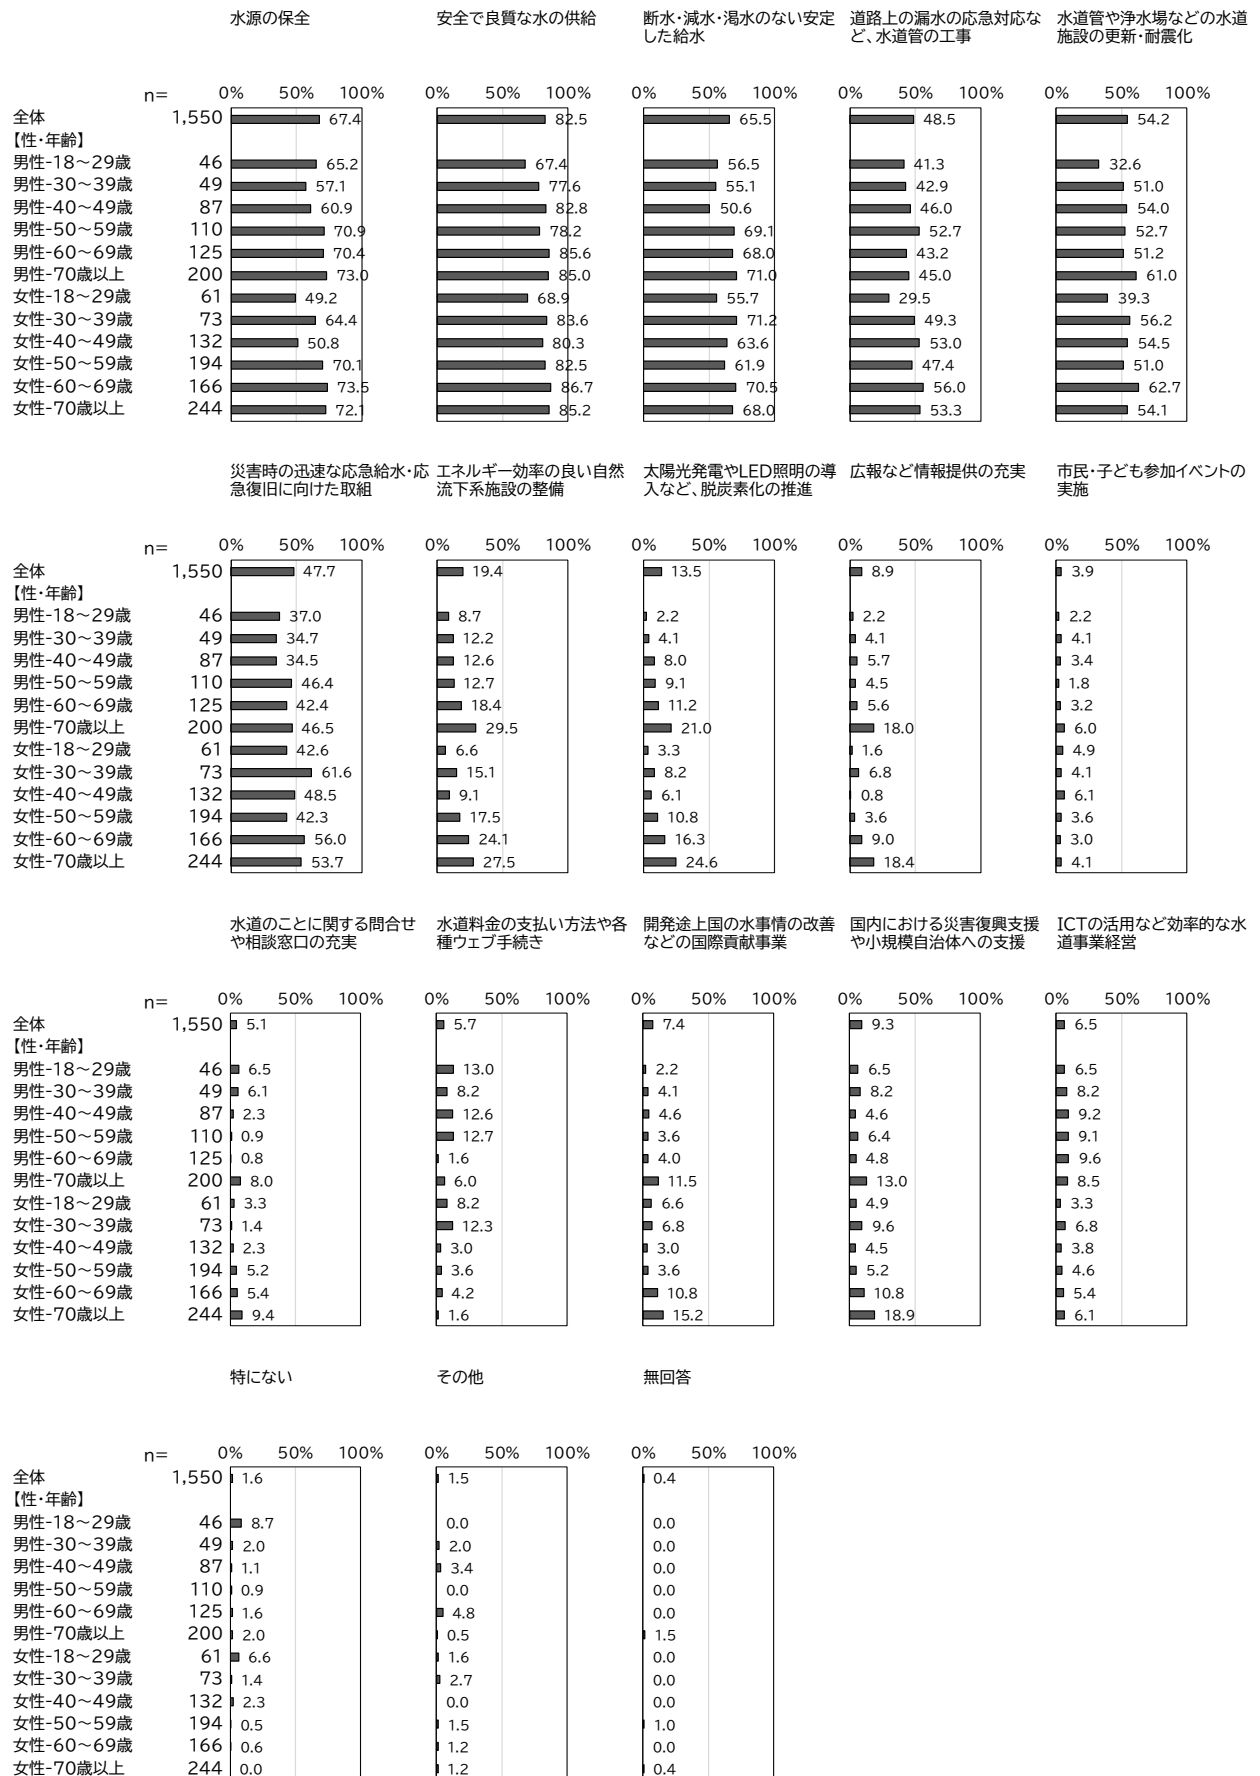 水源の保全 安全で良質な水の供給 断水・減水・渇水のない安定 道路上の漏水の応急対応な 水道管や浄水場などの水道
した給水 ど、水道管の工事 施設の更新・耐震化
n= 0% 50% 100% 0% 50% 100% 0% 50% 100% 0% 50% 100% 0% 50% 100%
全体 1,550 67.4 82.5 65.5 48.5 54.2
【性・年齢】
男性-18～29歳 46 65.2 67.4 56.5 41.3 32.6
男性-30～39歳 49 57.1 77.6 55.1 42.9 51.0
男性-40～49歳 87 60.9 82.8 50.6 46.0 54.0
男性-50～59歳 110 70.9 78.2 69.1 52.7 52.7
男性-60～69歳 125 70.4 85.6 68.0 43.2 51.2
男性-70歳以上 200 73.0 85.0 71.0 45.0 61.0
女性-18～29歳 61 49.2 68.9 55.7 29.5 39.3
女性-30～39歳 73 64.4 83.6 71.2 49.3 56.2
女性-40～49歳 132 50.8 80.3 63.6 53.0 54.5
女性-50～59歳 194 70.1 82.5 61.9 47.4 51.0
女性-60～69歳 166 73.5 86.7 70.5 56.0 62.7
女性-70歳以上 244 72.1 85.2 68.0 53.3 54.1
災害時の迅速な応急給水・応 エネルギー効率の良い自然 太陽光発電やLED照明の導 広報など情報提供の充実 市民・子ども参加イベントの
急復旧に向けた取組 流下系施設の整備 入など、脱炭素化の推進 実施
n= 0% 50% 100% 0% 50% 100% 0% 50% 100% 0% 50% 100% 0% 50% 100%
全体 1,550 47.7 19.4 13.5 8.9 3.9
【性・年齢】
男性-18～29歳 46 37.0 8.7 2.2 2.2 2.2
男性-30～39歳 49 34.7 12.2 4.1 4.1 4.1
男性-40～49歳 87 34.5 12.6 8.0 5.7 3.4
男性-50～59歳 110 46.4 12.7 9.1 4.5 1.8
男性-60～69歳 125 42.4 18.4 11.2 5.6 3.2
男性-70歳以上 200 46.5 29.5 21.0 18.0 6.0
女性-18～29歳 61 42.6 6.6 3.3 1.6 4.9
女性-30～39歳 73 61.6 15.1 8.2 6.8 4.1
女性-40～49歳 132 48.5 9.1 6.1 0.8 6.1
女性-50～59歳 194 42.3 17.5 10.8 3.6 3.6
女性-60～69歳 166 56.0 24.1 16.3 9.0 3.0
女性-70歳以上 244 53.7 27.5 24.6 18.4 4.1
水道のことに関する問合せ 水道料金の支払い方法や各 開発途上国の水事情の改善 国内における災害復興支援 ICTの活用など効率的な水
や相談窓口の充実 種ウェブ手続き などの国際貢献事業 や小規模自治体への支援 道事業経営
n= 0% 50% 100% 0% 50% 100% 0% 50% 100% 0% 50% 100% 0% 50% 100%
全体 1,550 5.1 5.7 7.4 9.3 6.5
【性・年齢】
男性-18～29歳 46 6.5 13.0 2.2 6.5 6.5
男性-30～39歳 49 6.1 8.2 4.1 8.2 8.2
男性-40～49歳 87 2.3 12.6 4.6 4.6 9.2
男性-50～59歳 110 0.9 12.7 3.6 6.4 9.1
男性-60～69歳 125 0.8 1.6 4.0 4.8 9.6
男性-70歳以上 200 8.0 6.0 11.5 13.0 8.5
女性-18～29歳 61 3.3 8.2 6.6 4.9 3.3
女性-30～39歳 73 1.4 12.3 6.8 9.6 6.8
女性-40～49歳 132 2.3 3.0 3.0 4.5 3.8
女性-50～59歳 194 5.2 3.6 3.6 5.2 4.6
女性-60～69歳 166 5.4 4.2 10.8 10.8 5.4
女性-70歳以上 244 9.4 1.6 15.2 18.9 6.1
特にない その他 無回答
n= 0% 50% 100% 0% 50% 100% 0% 50% 100%
全体 1,550 1.6 1.5 0.4
【性・年齢】
男性-18～29歳 46 8.7 0.0 0.0
男性-30～39歳 49 2.0 2.0 0.0
男性-40～49歳 87 1.1 3.4 0.0
男性-50～59歳 110 0.9 0.0 0.0
男性-60～69歳 125 1.6 4.8 0.0
男性-70歳以上 200 2.0 0.5 1.5
女性-18～29歳 61 6.6 1.6 0.0
女性-30～39歳 73 1.4 2.7 0.0
女性-40～49歳 132 2.3 0.0 0.0
女性-50～59歳 194 0.5 1.5 1.0
女性-60～69歳 166 0.6 1.2 0.0
女性-70歳以上 244 0.0 1.2 0.4